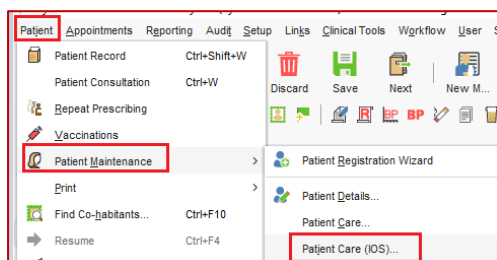 Patient Appointments Reporting Audit Setup Links Clinical Tools Workflow User
Patient Record Ctrl+Shift+W
Patient Consultation Ctrl+W
Discard Save Next New M...
Repeat Prescribing
R BP BP
Vaccinations
Patient Maintenance > Patient Registration Wizard
Print >
Patient Details...
Find Co-habitants... Ctrl+F10
Patient Care...
Resume Ctrl+F4
Patient Care (IOS)...